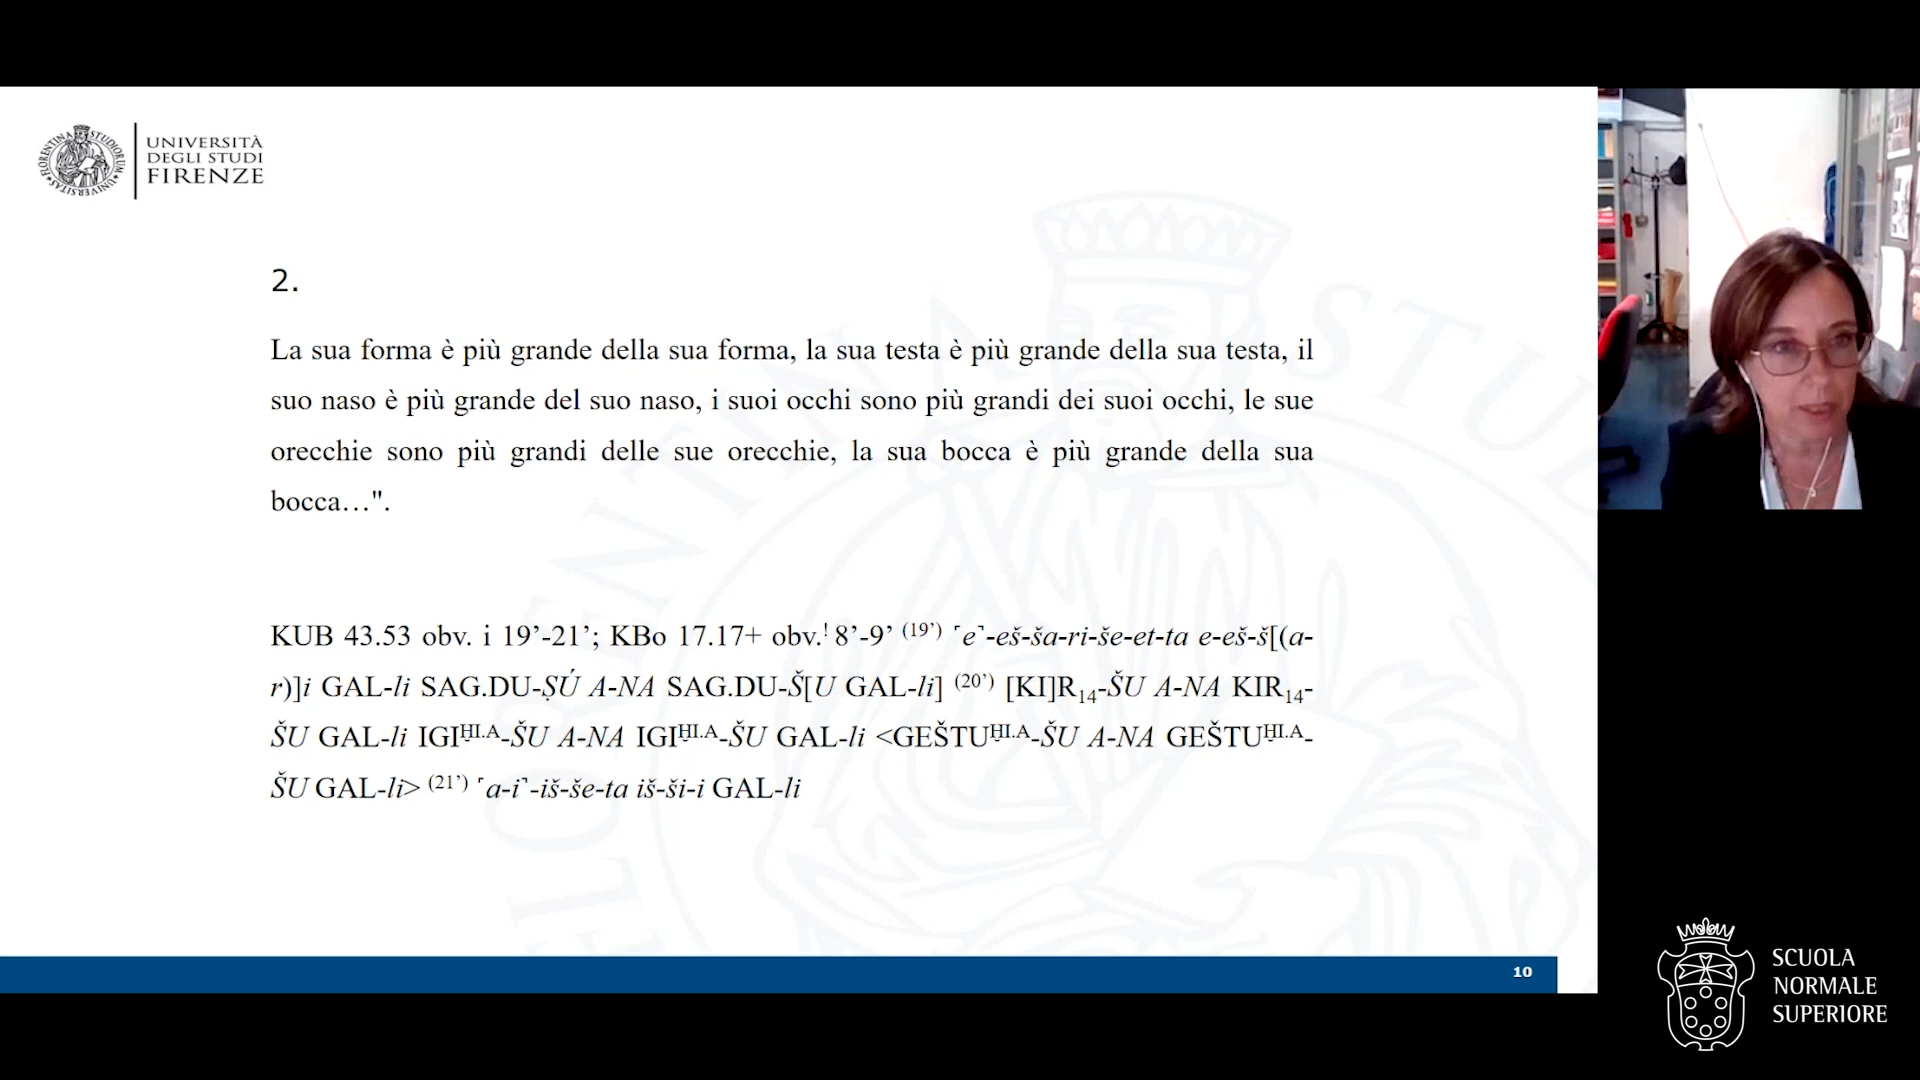 UNIVERSITÀ
DEGLI STUDI
FIRENZE
2.
La sua forma è più grande della sua forma, la sua testa è più grande della sua testa, il
suo naso è più grande del suo naso, i suoi occhi sono più grandi dei suoi occhi, le sue
orecchie sono più grandi delle sue orecchie, la sua bocca è più grande della sua
bocca…".
KUB 43.53 obv. i 19’-21’; KBo 17.17+ obv.! 8’-9’ (19’) ⸢e⸣-eš-ša-ri-še-et-ta e-eš-š[(a-
r)]i GAL-li SAG.DU-ṢÚ A-NA SAG.DU-Š[U GAL-li] (20’) [KI]R14-ŠU A-NA KIR14-
ŠU GAL-li IGIḪI.A-ŠU A-NA IGIḪI.A-ŠU GAL-li <GEŠTUḪI.A-ŠU A-NA GEŠTUḪI.A-
ŠU GAL-li> (21’) ⸢a-i⸣-iš-še-ta iš-ši-i GAL-li
10
SCUOLA
NORMALE
SUPERIORE